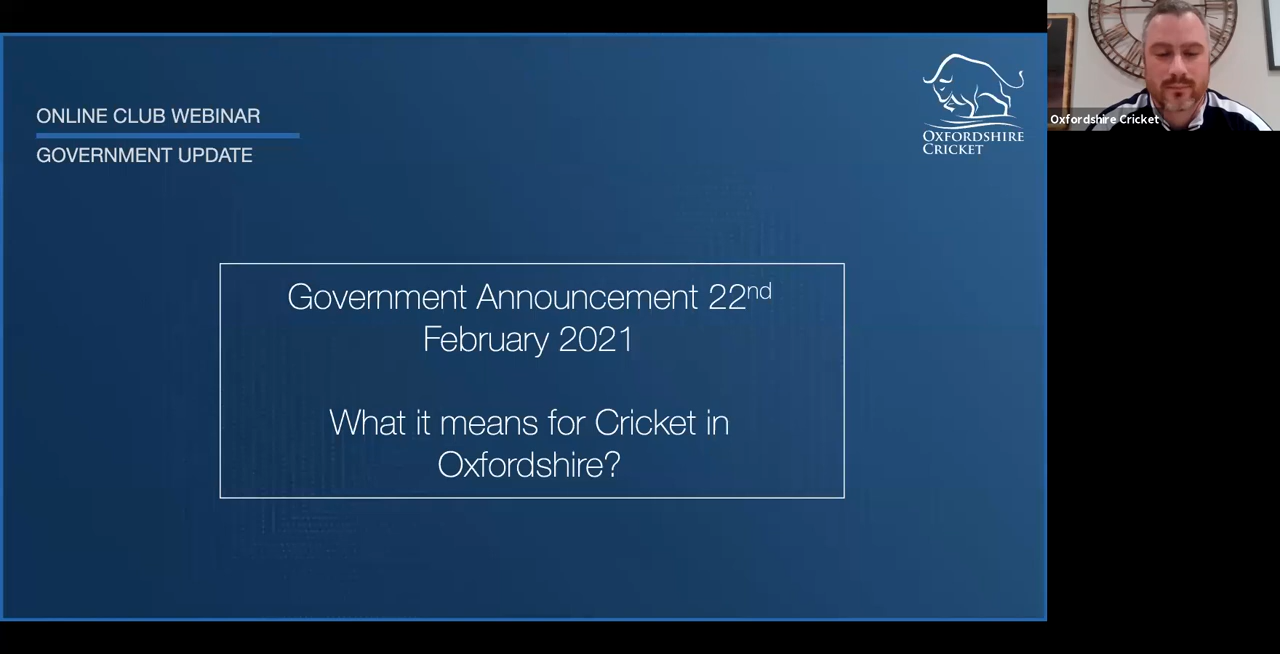 ONLINE CLUB WEBINAR
GOVERNMENT UPDATE
OXFORDSHIRE
CRICKET
Oxfordshire Cricket
Government Announcement 22nd
February 2021
What it means for Cricket in
Oxfordshire?